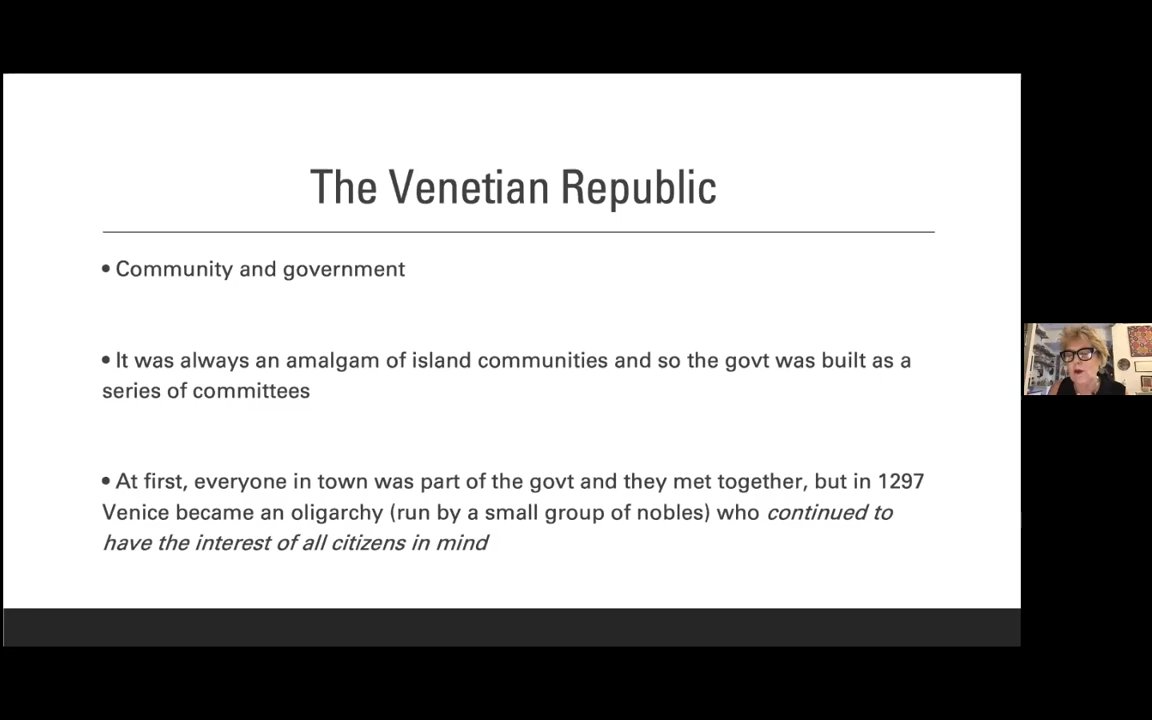 The Venetian Republic
• Community and government
• It was always an amalgam of island communities and so the govt was built as a
series of committees
• At first, everyone in town was part of the govt and they met together, but in 1297
Venice became an oligarchy (run by a small group of nobles) who continued to
have the interest of all citizens in mind